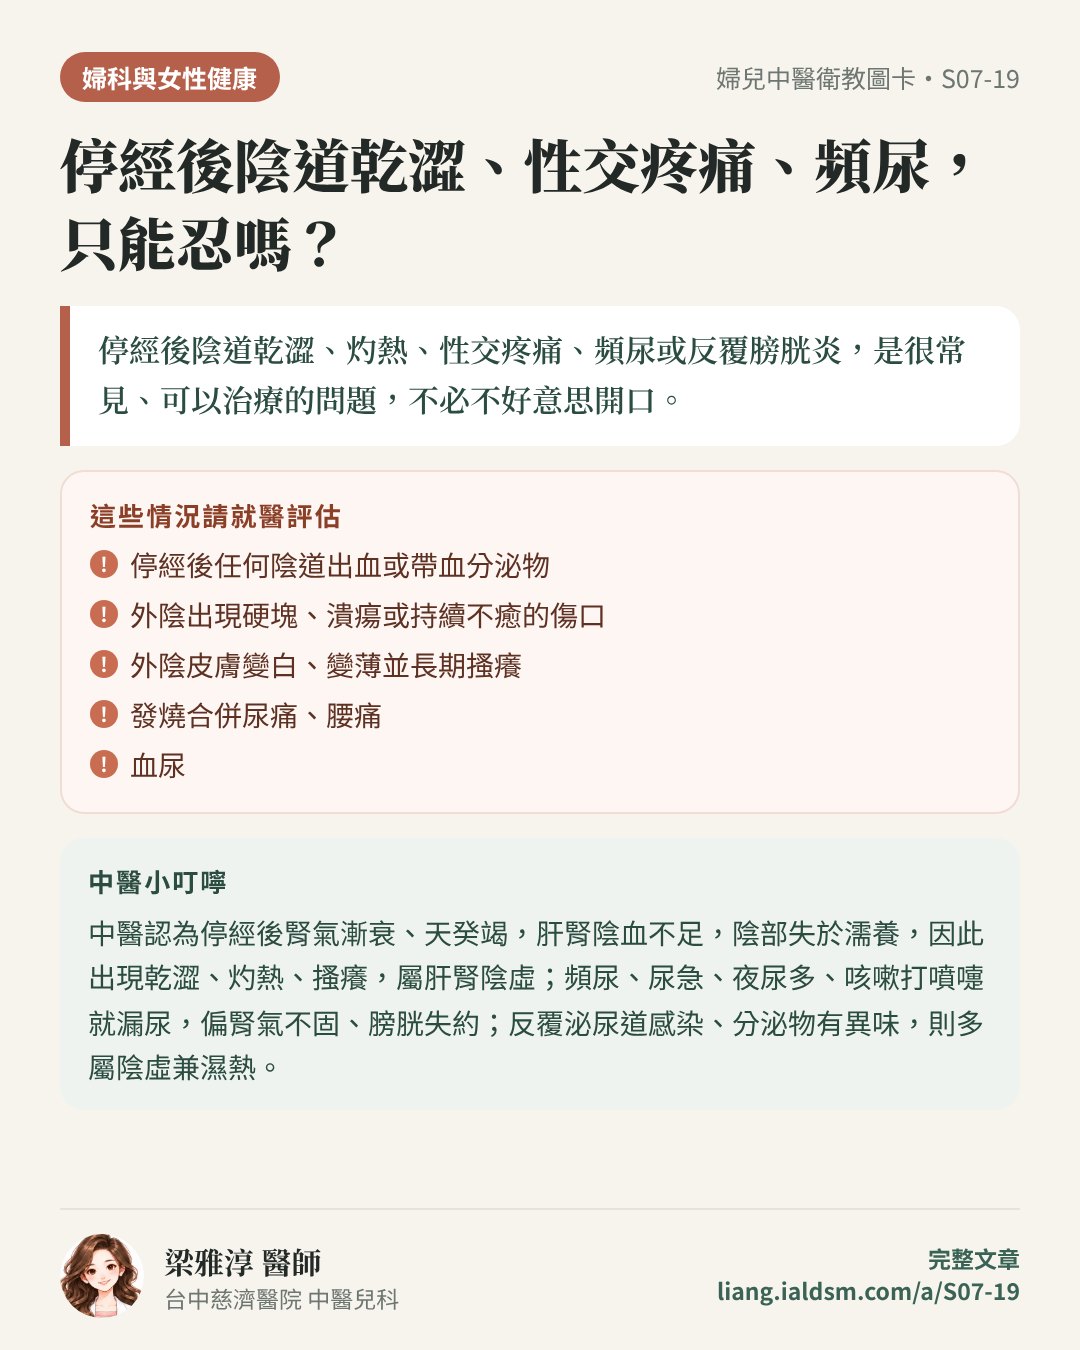 婦科與女性健康
婦兒中醫衛教圖卡・S07-19
停經後陰道乾澀、性交疼痛、頻尿，
只能忍嗎？
停經後陰道乾澀、灼熱、性交疼痛、頻尿或反覆膀胱炎，是很常
見、可以治療的問題，不必不好意思開口。
這些情況請就醫評估
! 停經後任何陰道出血或帶血分泌物
! 外陰出現硬塊、潰瘍或持續不癒的傷口
! 外陰皮膚變白、變薄並長期搔癢
! 發燒合併尿痛、腰痛
! 血尿
中醫小叮嚀
中醫認為停經後腎氣漸衰、天癸竭，肝腎陰血不足，陰部失於濡養，因此
出現乾澀、灼熱、搔癢，屬肝腎陰虛；頻尿、尿急、夜尿多、咳嗽打噴嚏
就漏尿，偏腎氣不固、膀胱失約；反覆泌尿道感染、分泌物有異味，則多
屬陰虛兼濕熱。
梁雅淳 醫師
台中慈濟醫院 中醫兒科
完整文章
liang.ialdsm.com/a/S07-19